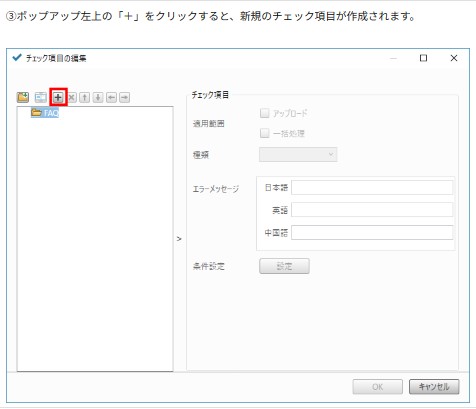 ③ポップアップ左上の「＋」をクリックすると、新規のチェック項目が作成されます。
チェック項目の編集
FAQ
チェック項目
適用範囲
アップロード
一括処理
種類
エラーメッセージ
日本語
英語
中国語
>
条件設定
設定
OK
キャンセル